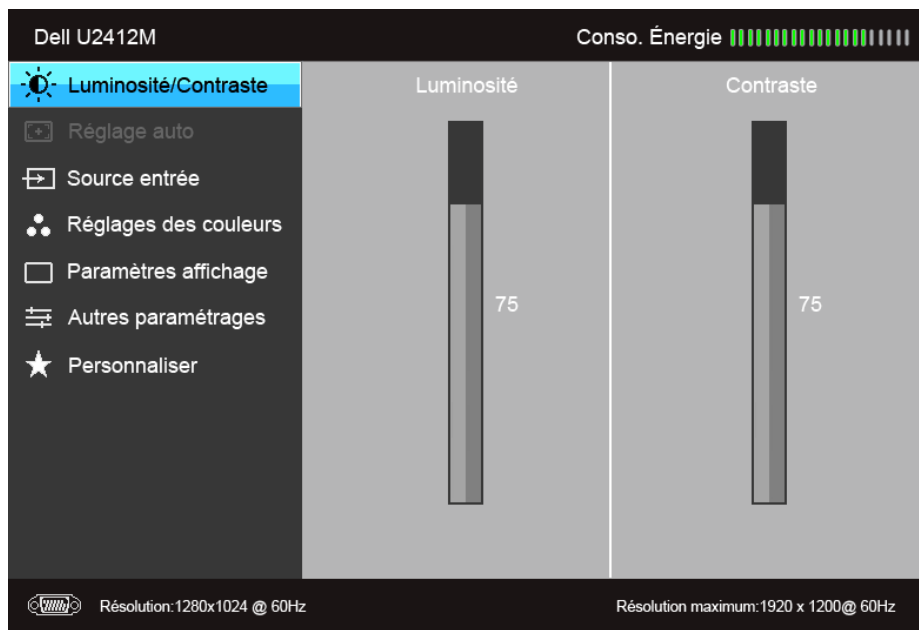 Dell U2412M
Conso. Énergie
Luminosité/Contraste
Réglage auto
Source entrée
Réglages des couleurs
Paramètres affichage
Autres paramétrages
Personnaliser
Luminosité
75
Contraste
75
Résolution:1280x1024 @ 60Hz
Résolution maximum:1920 x 1200@ 60Hz